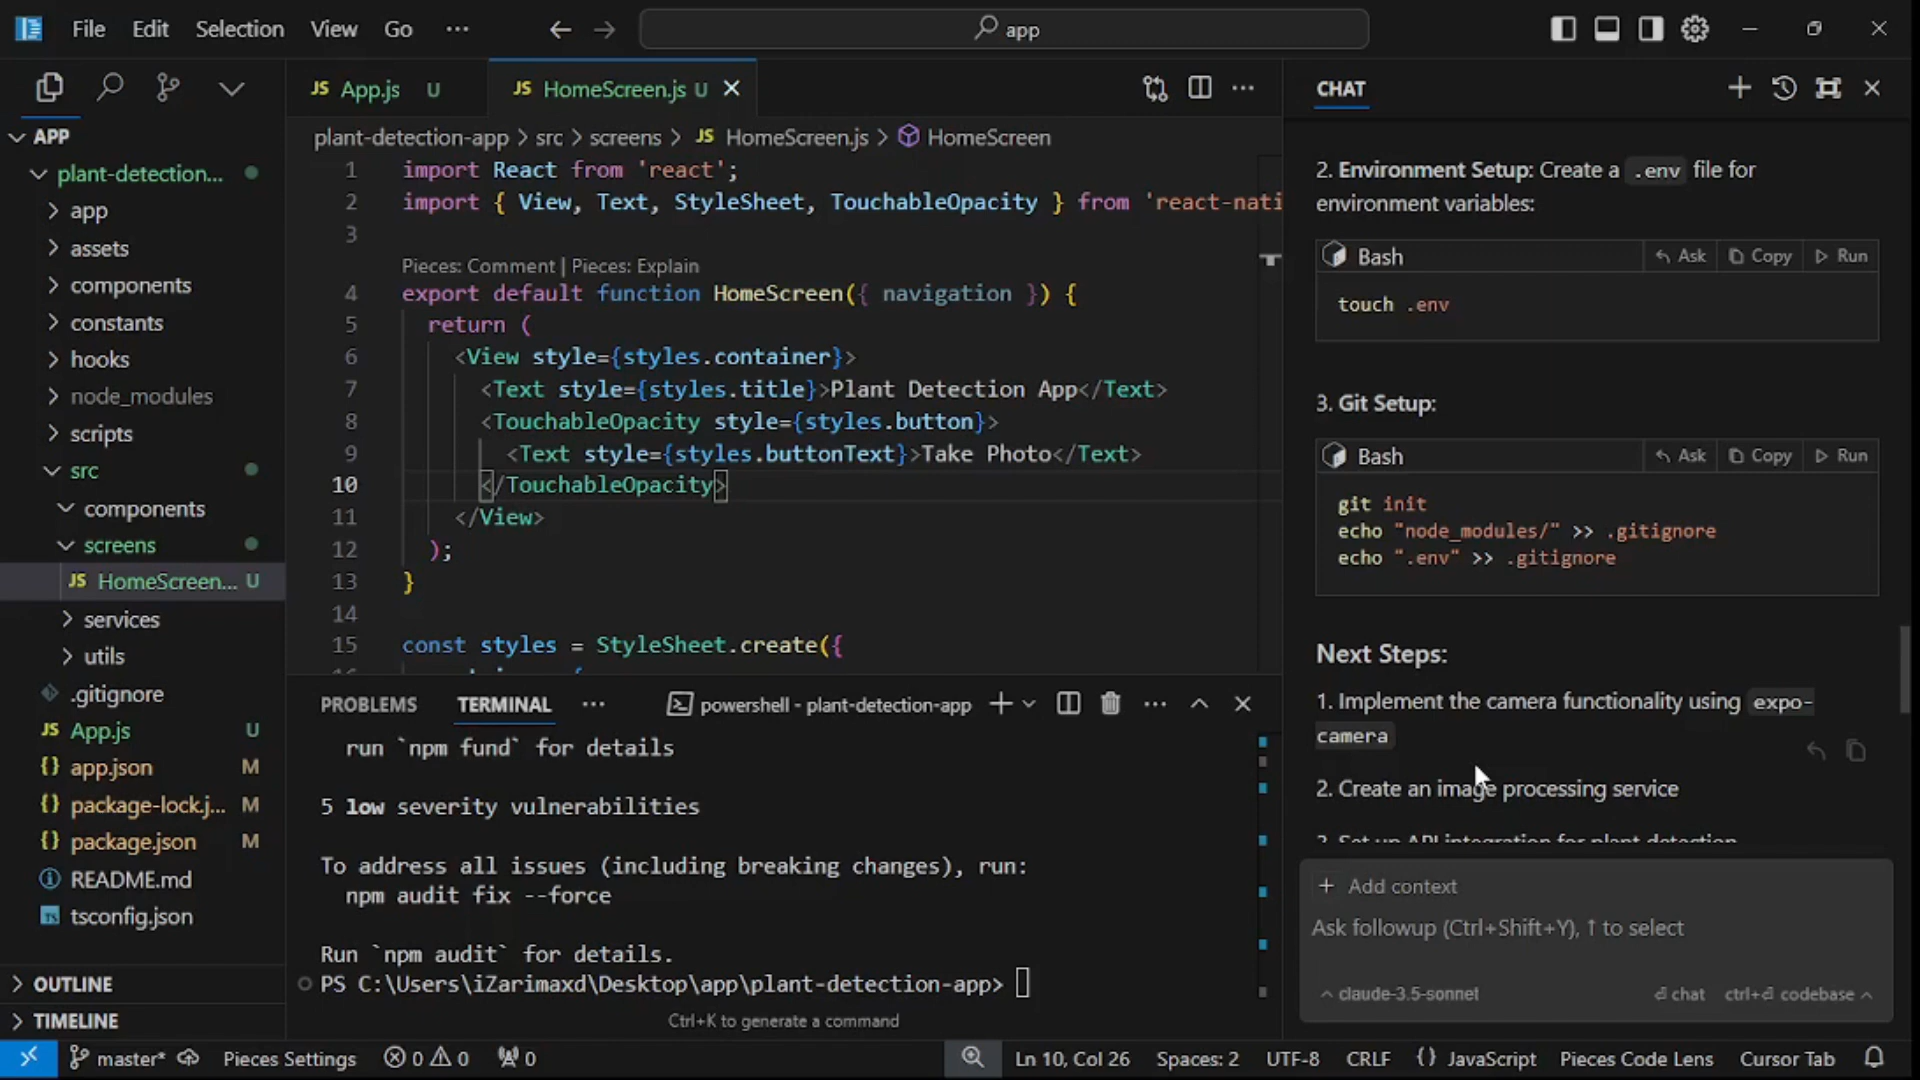 File Edit Selection View Go ··· ← → app
APP
plant-detection...
app
assets
components
constants
hooks
node_modules
scripts
src
components
screens
JS HomeScreen... U
services
utils
.gitignore
JS App.js U
{} app.json M
{} package-lock.j... M
{} package.json M
README.md
TS tsconfig.json
OUTLINE
TIMELINE
JS App.js U JS HomeScreen.js U
plant-detection-app > src > screens > JS HomeScreen.js > HomeScreen
1 import React from 'react';
2 import { View, Text, StyleSheet, TouchableOpacity } from 'react-nati
3
Pieces: Comment | Pieces: Explain
4 export default function HomeScreen({ navigation }) {
5 return (
6 <View style={styles.container}>
7 <Text style={styles.title}>Plant Detection App</Text>
8 <TouchableOpacity style={styles.button}>
9 <Text style={styles.buttonText}>Take Photo</Text>
10 </TouchableOpacity>
11 </View>
12 );
13 }
14
15 const styles = StyleSheet.create({
PROBLEMS TERMINAL ··· powershell - plant-detection-app
run `npm fund` for details
5 low severity vulnerabilities
To address all issues (including breaking changes), run:
npm audit fix --force
Run `npm audit` for details.
PS C:\Users\iZarimaxd\Desktop\app\plant-detection-app>
Ctrl+K to generate a command
CHAT
2. Environment Setup: Create a .env file for
environment variables:
Bash Ask Copy Run
touch .env
3. Git Setup:
Bash Ask Copy Run
git init
echo "node_modules/" >> .gitignore
echo ".env" >> .gitignore
Next Steps:
1. Implement the camera functionality using expo-
camera
2. Create an image processing service
3. Set up API integration for plant detection
+ Add context
Ask followup (Ctrl+Shift+Y), ↑ to select
claude-3.5-sonnet ⏎ chat ctrl+⏎ codebase
master* Pieces Settings 0 0 0 Ln 10, Col 26 Spaces: 2 UTF-8 CRLF {} JavaScript Pieces Code Lens Cursor Tab